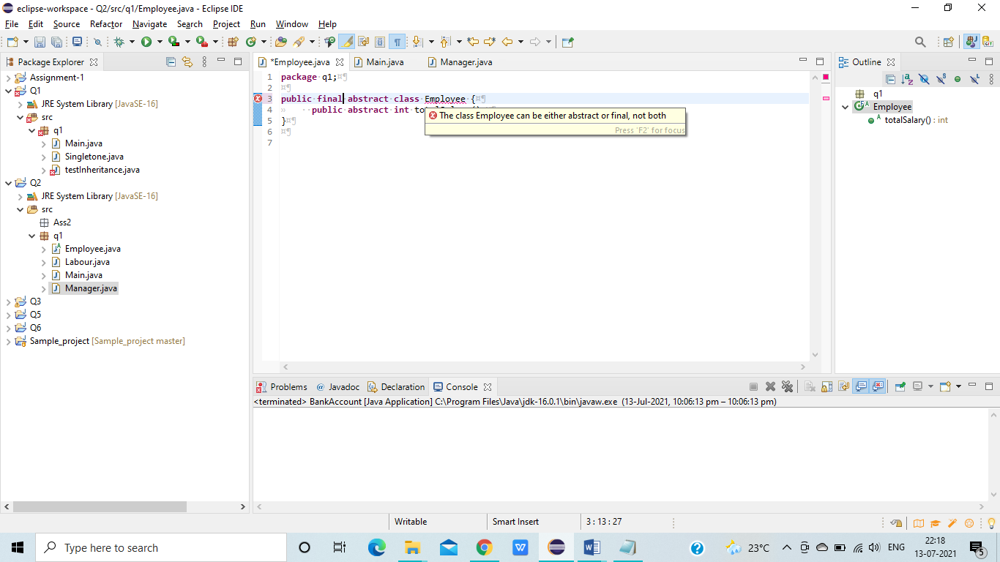 eclipse-workspace - Q2/src/q1/Employee.java - Eclipse IDE
File Edit Source Refactor Navigate Search Project Run Window Help
Package Explorer
Assignment-1
Q1
JRE System Library [JavaSE-16]
src
q1
Main.java
Singletone.java
testInheritance.java
Q2
JRE System Library [JavaSE-16]
src
Ass2
q1
Employee.java
Labour.java
Main.java
Manager.java
Q3
Q5
Q6
Sample_project [Sample_project master]
*Employee.java Main.java Manager.java
1 package q1;¤¶
2 ¤¶
3 public final abstract class Employee {¤¶
4 public abstract int
5 }¤¶
6 ¤¶
7
The class Employee can be either abstract or final, not both
Press 'F2' for focus
Outline
q1
Employee
totalSalary() : int
Problems @ Javadoc Declaration Console
<terminated> BankAccount [Java Application] C:\Program Files\Java\jdk-16.0.1\bin\javaw.exe (13-Jul-2021, 10:06:13 pm – 10:06:13 pm)
Writable Smart Insert 3 : 13 : 27
Type here to search
23°C ENG 22:18
13-07-2021
5